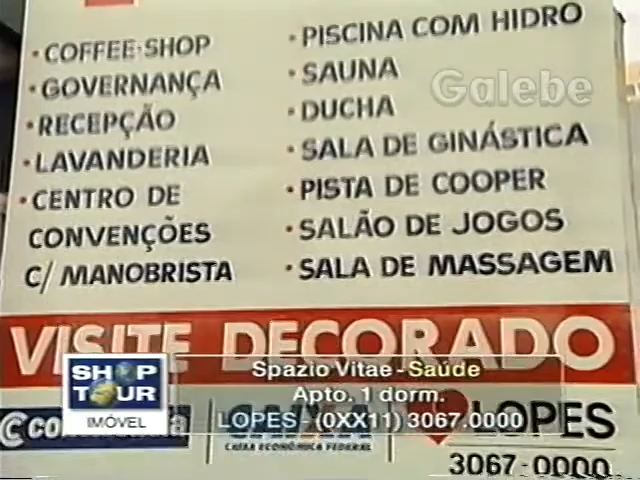 VISITE
• COFFEE-SHOP
• GOVERNANÇA
• RECEPÇÃO
• LAVANDERIA
• CENTRO DE
CONVENÇÕES
C/ MANOBRISTA
• PISCINA COM HIDRO
• SAUNA
• DUCHA
• SALA DE GINÁSTICA
• PISTA DE COOPER
• SALÃO DE JOGOS
• SALA DE MASSAGEM
Galebe
VISITE DECORADO
SHOP
TOUR
IMÓVEL
Spazio Vitae - Saúde
Apto. 1 dorm.
LOPES - (0XX11) 3067.0000
CAIXA
CAIXA ECONÔMICA FEDERAL
LOPES
3067-0000